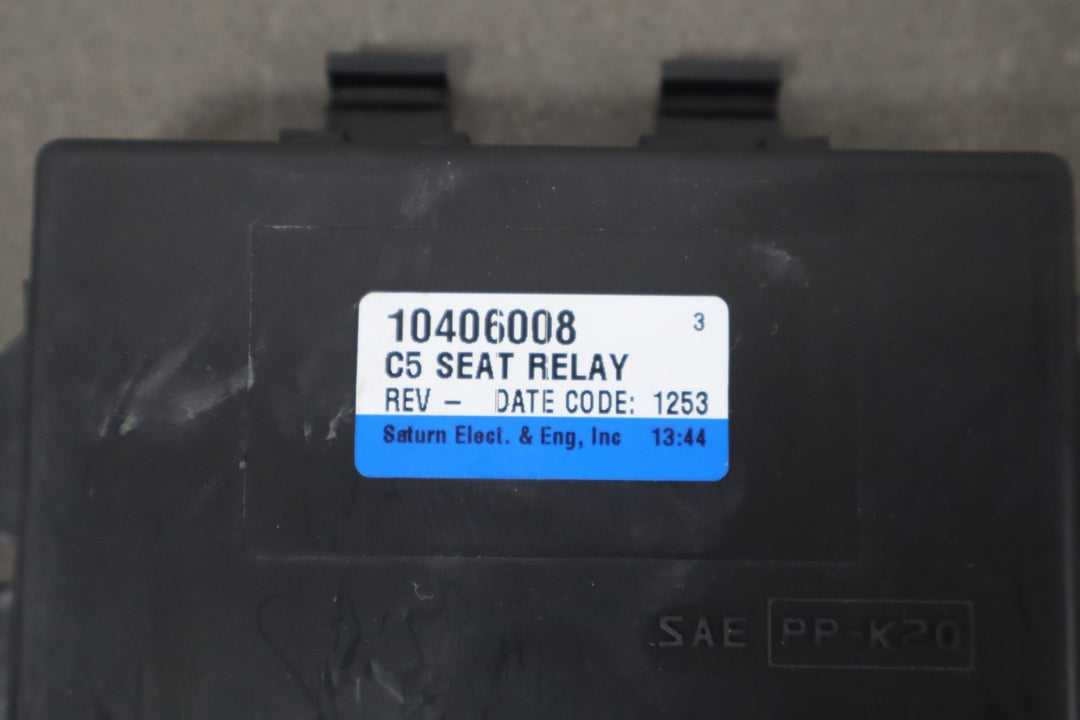 10406008 3
C5 SEAT RELAY
REV - DATE CODE: 1253
Saturn Elect. & Eng, Inc 13:44
SAE PP-K20